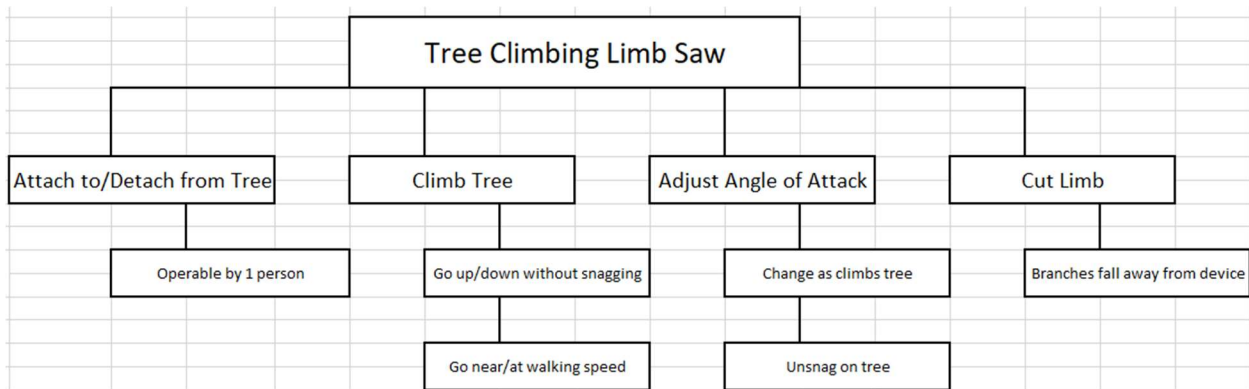 Tree Climbing Limb Saw
Attach to/Detach from Tree
Climb Tree
Adjust Angle of Attack
Cut Limb
Operable by 1 person
Go up/down without snagging
Change as climbs tree
Branches fall away from device
Go near/at walking speed
Unsnag on tree